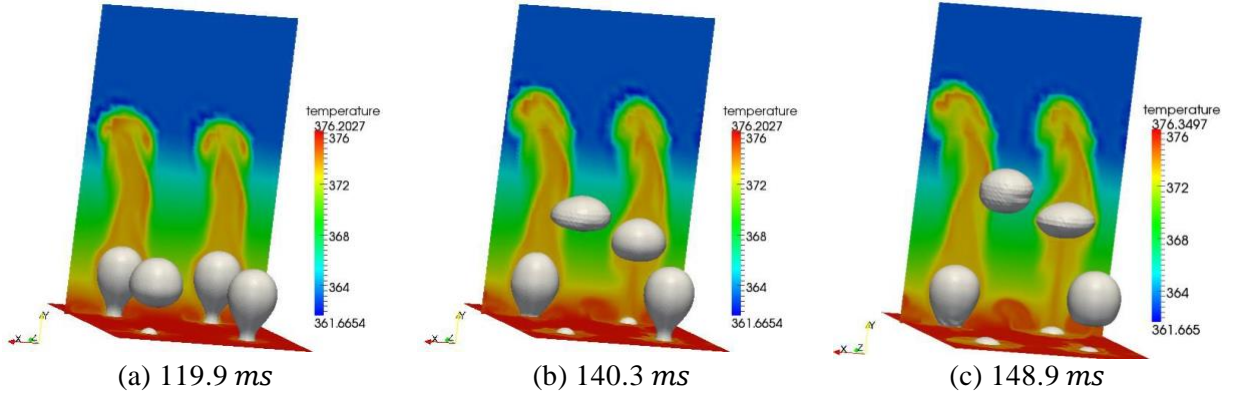 temperature
376.2027
376
372
368
364
361.6654
Y
X Z
(a) 119.9 ms
temperature
376.2027
376
372
368
364
361.6654
Y
X Z
(b) 140.3 ms
temperature
376.3497
376
372
368
364
361.665
Y
X Z
(c) 148.9 ms